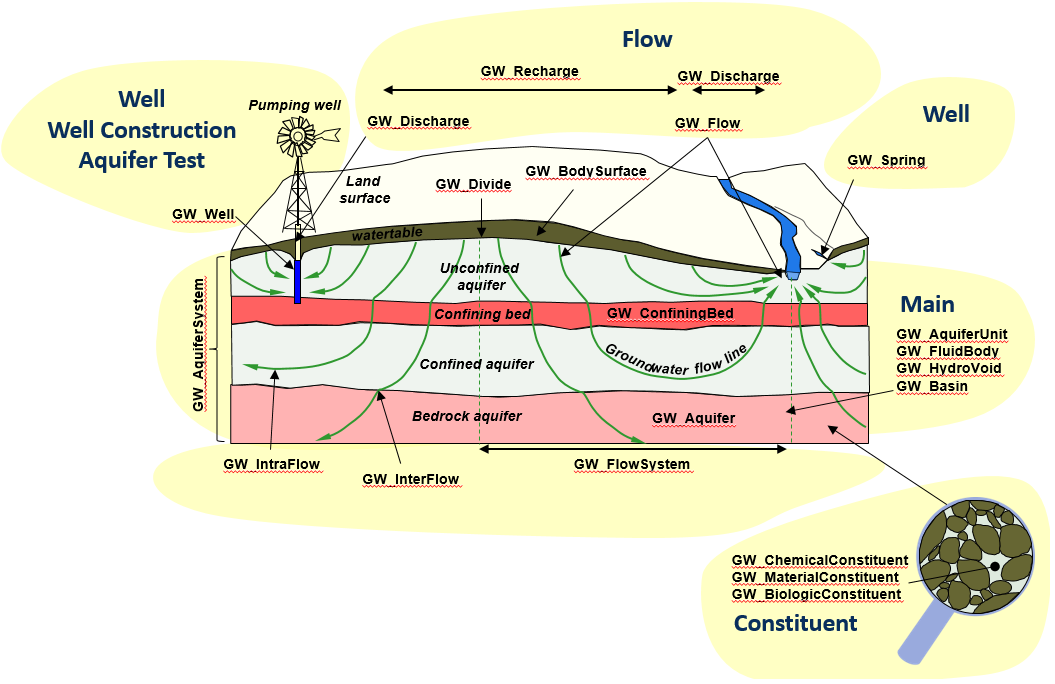 Flow
GW_Recharge
GW_Discharge
Well
Well Construction
Aquifer Test
Pumping well
GW_Discharge
GW_Flow
Well
GW_Spring
Land
surface
GW_Divide
GW_BodySurface
GW_Well
watertable
Unconfined
aquifer
GW_AquiferSystem
Confining bed
GW_ConfiningBed
Main
GW_AquiferUnit
GW_FluidBody
GW_HydroVoid
GW_Basin
Confined aquifer
Groundwater flow line
Bedrock aquifer
GW_Aquifer
GW_IntraFlow
GW_InterFlow
GW_FlowSystem
GW_ChemicalConstituent
GW_MaterialConstituent
GW_BiologicConstituent
Constituent